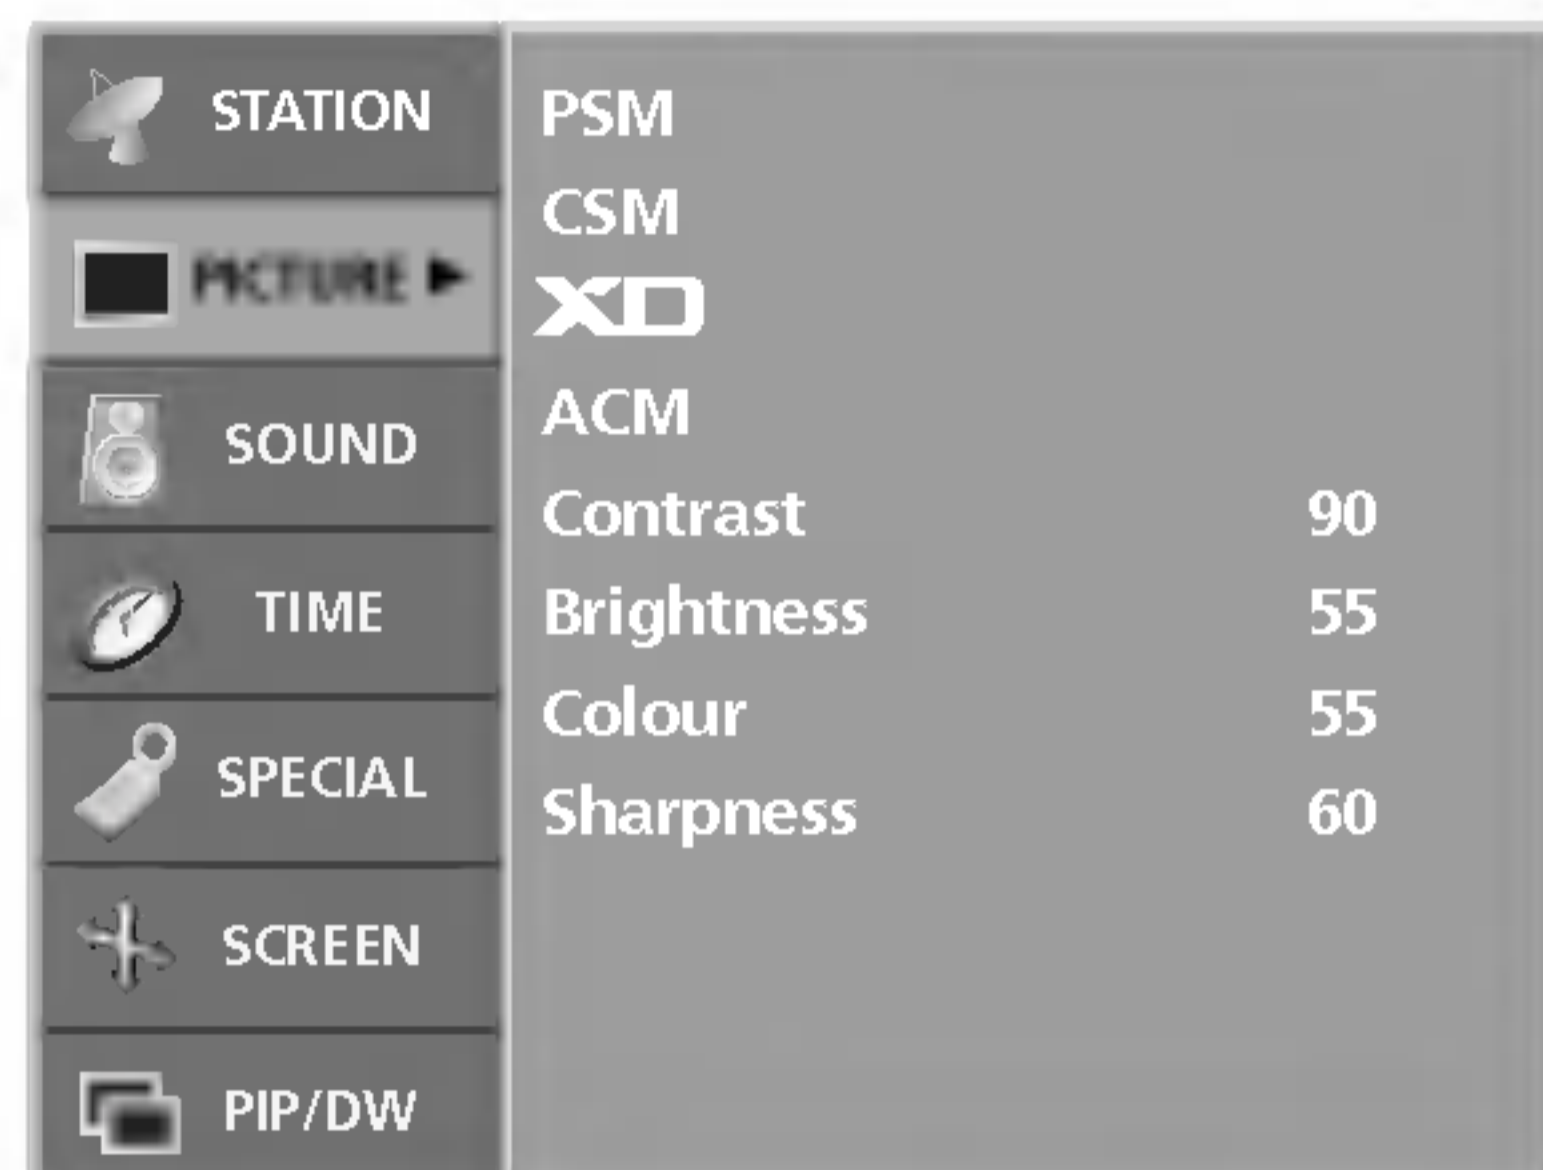 STATION
PICTURE ►
SOUND
TIME
SPECIAL
SCREEN
PIP/DW
PSM
CSM
XD
ACM
Contrast 90
Brightness 55
Colour 55
Sharpness 60